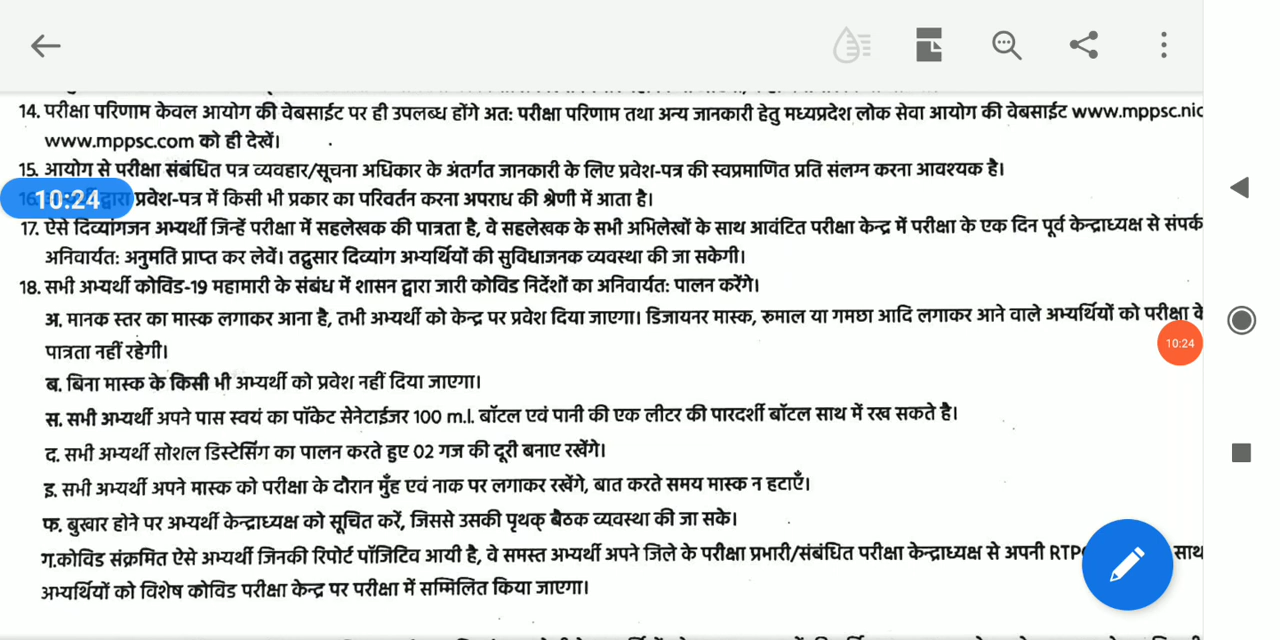 14. परीक्षा परिणाम केवल आयोग की वेबसाईट पर ही उपलब्ध होंगे अतः परीक्षा परिणाम तथा अन्य जानकारी हेतु मध्यप्रदेश लोक सेवा आयोग की वेबसाईट www.mppsc.nic
www.mppsc.com को ही देखें।
15. आयोग से परीक्षा संबंधित पत्र व्यवहार/सूचना अधिकार के अंतर्गत जानकारी के लिए प्रवेश-पत्र की स्वप्रमाणित प्रति संलग्न करना आवश्यक है।
10:24
16. द्वारा प्रवेश-पत्र में किसी भी प्रकार का परिवर्तन करना अपराध की श्रेणी में आता है।
17. ऐसे दिव्यांगजन अभ्यर्थी जिन्हें परीक्षा में सहलेखक की पात्रता है, वे सहलेखक के सभी अभिलेखों के साथ आवंटित परीक्षा केन्द्र में परीक्षा के एक दिन पूर्व केन्द्राध्यक्ष से संपर्क
अनिवार्यतः अनुमति प्राप्त कर लेवें। तद्नुसार दिव्यांग अभ्यर्थियों की सुविधाजनक व्यवस्था की जा सकेगी।
18. सभी अभ्यर्थी कोविड-19 महामारी के संबंध में शासन द्वारा जारी कोविड निर्देशों का अनिवार्यतः पालन करेंगे।
अ. मानक स्तर का मास्क लगाकर आना है, तभी अभ्यर्थी को केन्द्र पर प्रवेश दिया जाएगा। डिजायनर मास्क, रुमाल या गमछा आदि लगाकर आने वाले अभ्यर्थियों को परीक्षा के
10:24
पात्रता नहीं रहेगी।
ब. बिना मास्क के किसी भी अभ्यर्थी को प्रवेश नहीं दिया जाएगा।
स. सभी अभ्यर्थी अपने पास स्वयं का पॉकेट सेनेटाईजर 100 m.l. बॉटल एवं पानी की एक लीटर की पारदर्शी बॉटल साथ में रख सकते है।
द. सभी अभ्यर्थी सोशल डिस्टेसिंग का पालन करते हुए 02 गज की दूरी बनाए रखेंगे।
इ. सभी अभ्यर्थी अपने मास्क को परीक्षा के दौरान मुँह एवं नाक पर लगाकर रखेंगे, बात करते समय मास्क न हटाएँ।
फ. बुखार होने पर अभ्यर्थी केन्द्राध्यक्ष को सूचित करें, जिससे उसकी पृथक् बैठक व्यवस्था की जा सके।
ग.कोविड संक्रमित ऐसे अभ्यर्थी जिनकी रिपोर्ट पॉजिटिव आयी है, वे समस्त अभ्यर्थी अपने जिले के परीक्षा प्रभारी/संबंधित परीक्षा केन्द्राध्यक्ष से अपनी साथ
अभ्यर्थियों को विशेष कोविड परीक्षा केन्द्र पर परीक्षा में सम्मिलित किया जाएगा।